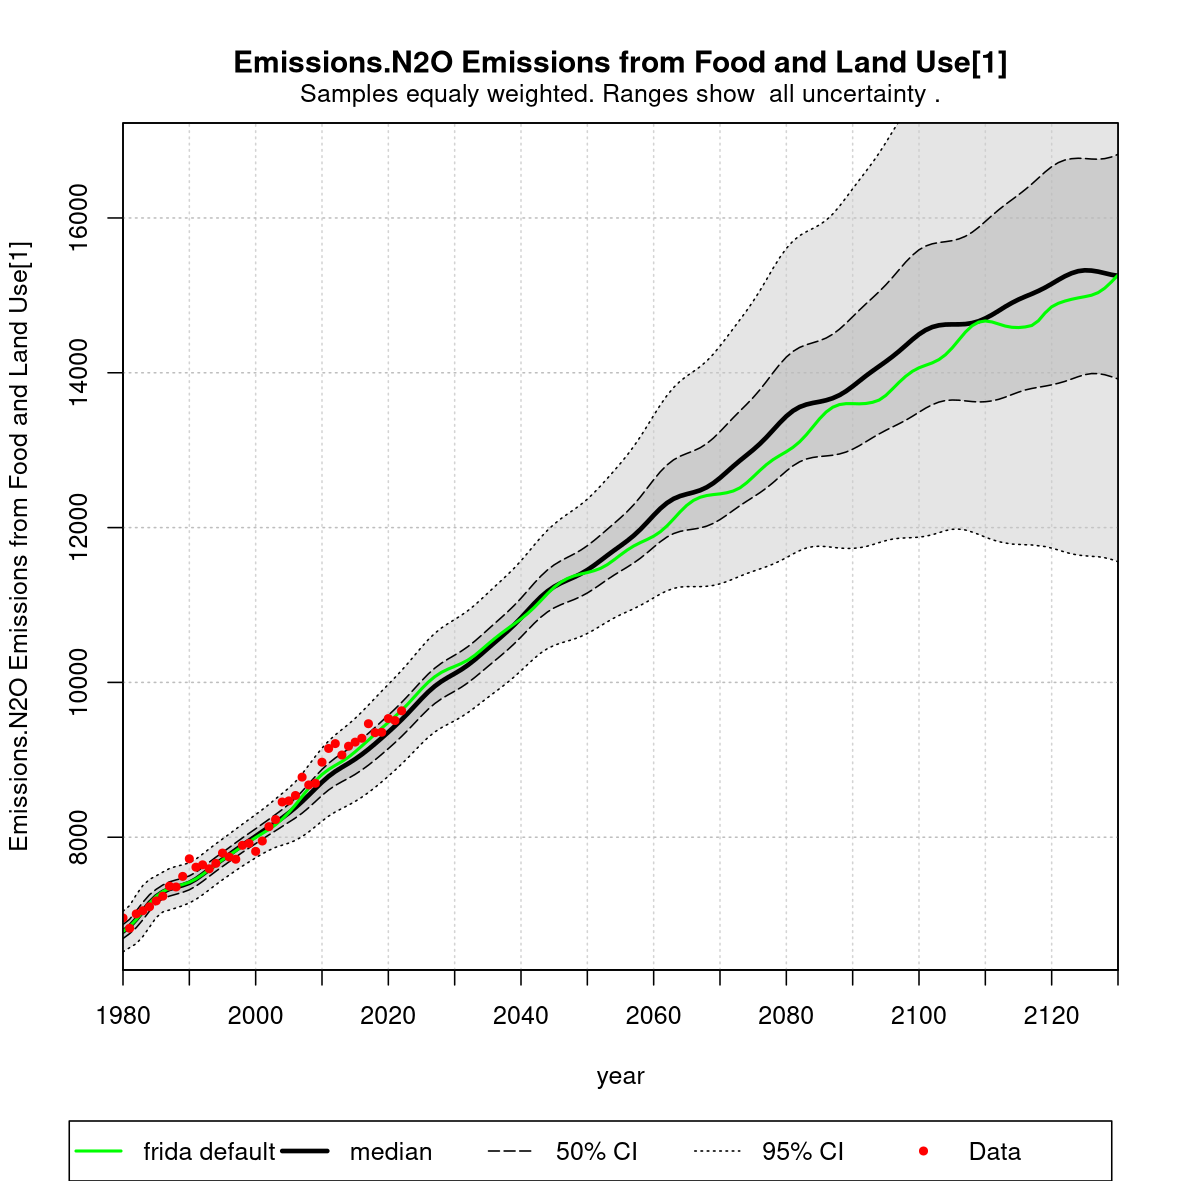 Emissions.N2O Emissions from Food and Land Use[1]
Samples equaly weighted. Ranges show  all uncertainty .
Emissions.N2O Emissions from Food and Land Use[1]
16000
14000
12000
10000
8000
1980 2000 2020 2040 2060 2080 2100 2120
year
frida default median 50% CI 95% CI Data